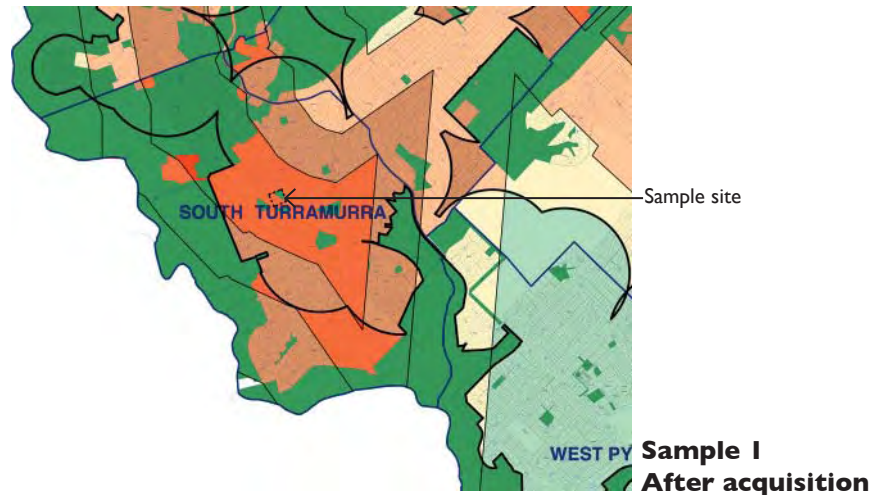 Sample site
SOUTH TURRAMURRA
WEST PY
Sample 1
After acquisition